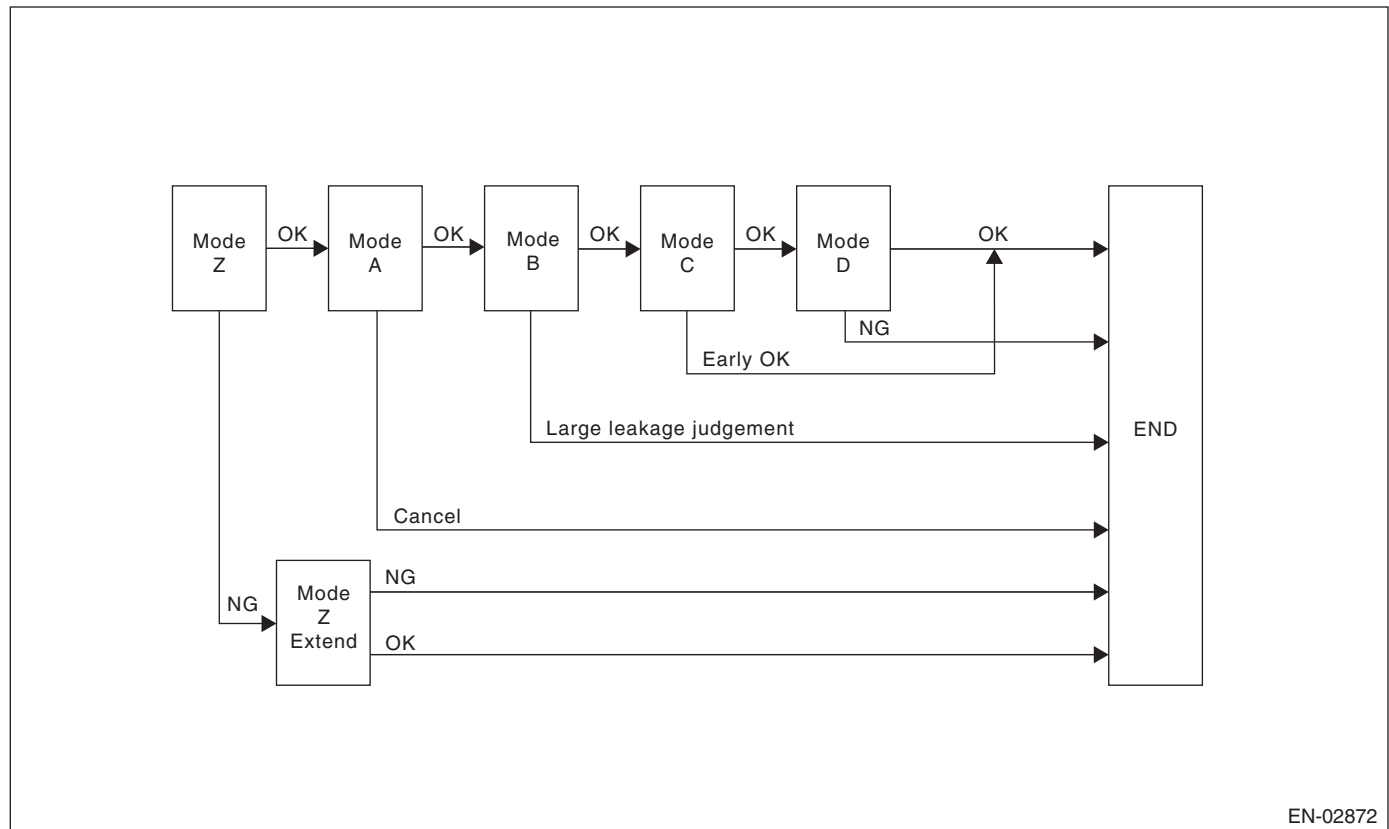 Mode
Z
OK
Mode
A
OK
Mode
B
OK
Mode
C
OK
Mode
D
OK
NG
Early OK
Large leakage judgement
END
Cancel
NG
Mode
Z
Extend
NG
OK
EN-02872